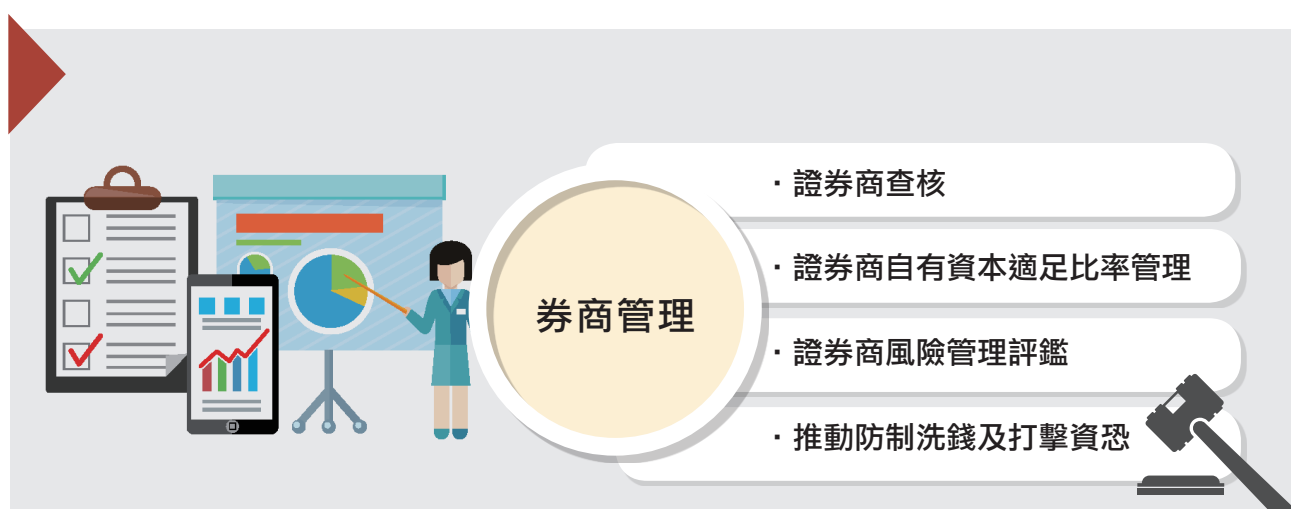 券商管理
・證券商查核
・證券商自有資本適足比率管理
・證券商風險管理評鑑
・推動防制洗錢及打擊資恐